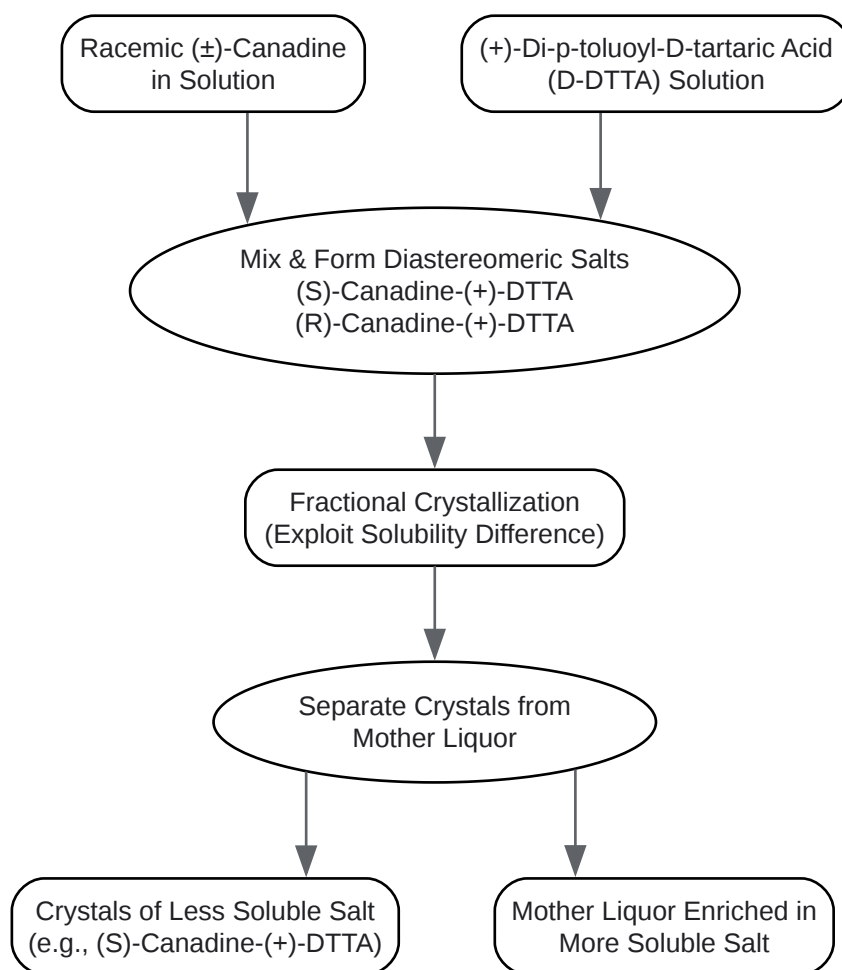 Racemic (±)-Canadine
in Solution
(+)-Di-p-toluoyl-D-tartaric Acid
(D-DTTA) Solution
Mix & Form Diastereomeric Salts
(S)-Canadine-(+)-DTTA
(R)-Canadine-(+)-DTTA
Fractional Crystallization
(Exploit Solubility Difference)
Separate Crystals from
Mother Liquor
Crystals of Less Soluble Salt
(e.g., (S)-Canadine-(+)-DTTA)
Mother Liquor Enriched in
More Soluble Salt